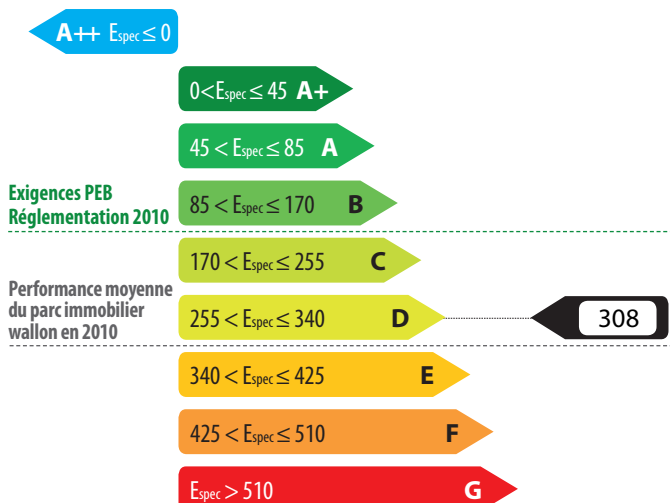 A++ Espec ≤ 0
0<Espec ≤ 45 A+
45 < Espec ≤ 85 A
Exigences PEB
Réglementation 2010
85 < Espec ≤ 170 B
170 < Espec ≤ 255 C
Performance moyenne
du parc immobilier
wallon en 2010
255 < Espec ≤ 340 D
308
340 < Espec ≤ 425 E
425 < Espec ≤ 510 F
Espec > 510 G